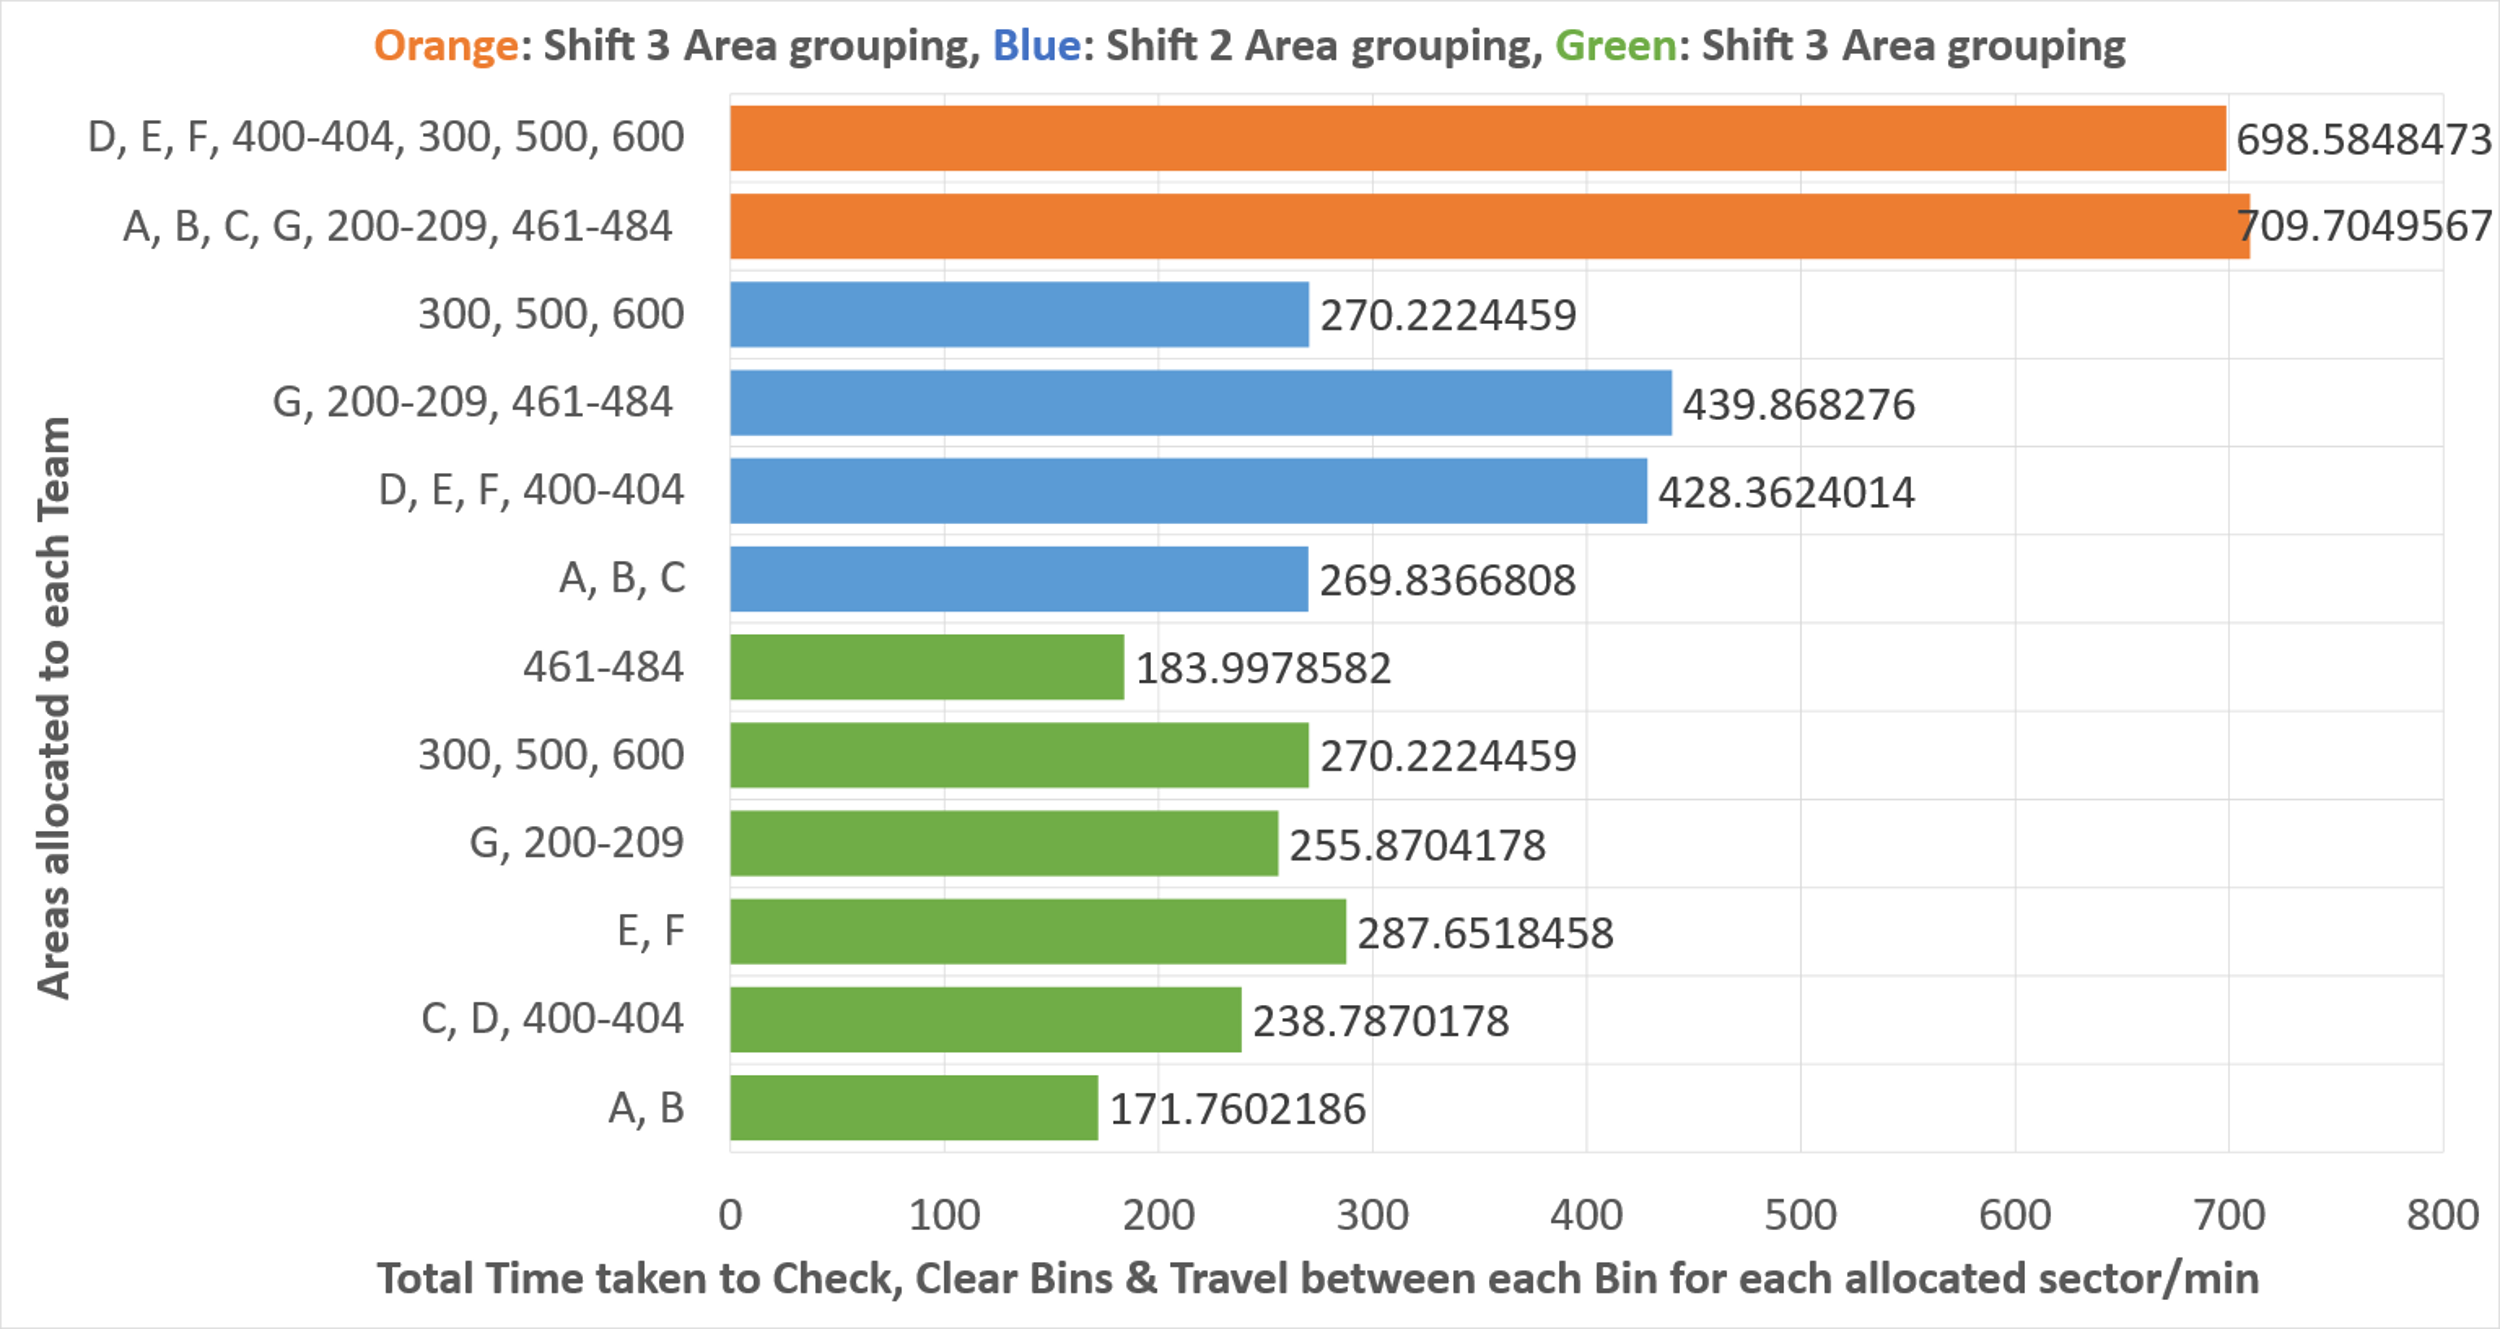 Orange: Shift 3 Area grouping, Blue: Shift 2 Area grouping, Green: Shift 3 Area grouping
D, E, F, 400-404, 300, 500, 600
698.5848473
A, B, C, G, 200-209, 461-484
709.7049567
300, 500, 600
270.2224459
G, 200-209, 461-484
439.868276
D, E, F, 400-404
428.3624014
A, B, C
269.8366808
461-484
183.9978582
300, 500, 600
270.2224459
G, 200-209
255.8704178
E, F
287.6518458
C, D, 400-404
238.7870178
A, B
171.7602186
Areas allocated to each Team
0 100 200 300 400 500 600 700 800
Total Time taken to Check, Clear Bins & Travel between each Bin for each allocated sector/min